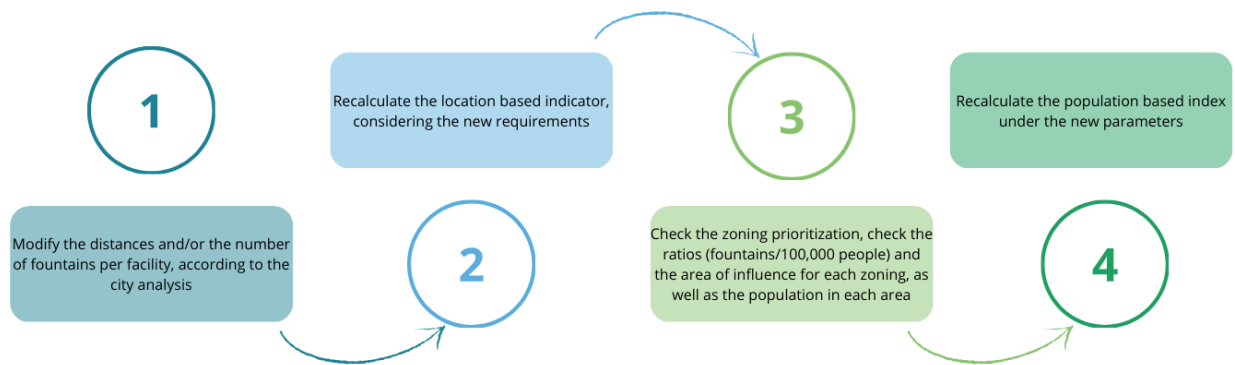 1
Modify the distances and/or the number
of fountains per facility, according to the
city analysis
Recalculate the location based indicator,
considering the new requirements
2
3
Check the zoning prioritization, check the
ratios (fountains/100,000 people) and
the area of influence for each zoning, as
well as the population in each area
Recalculate the population based index
under the new parameters
4